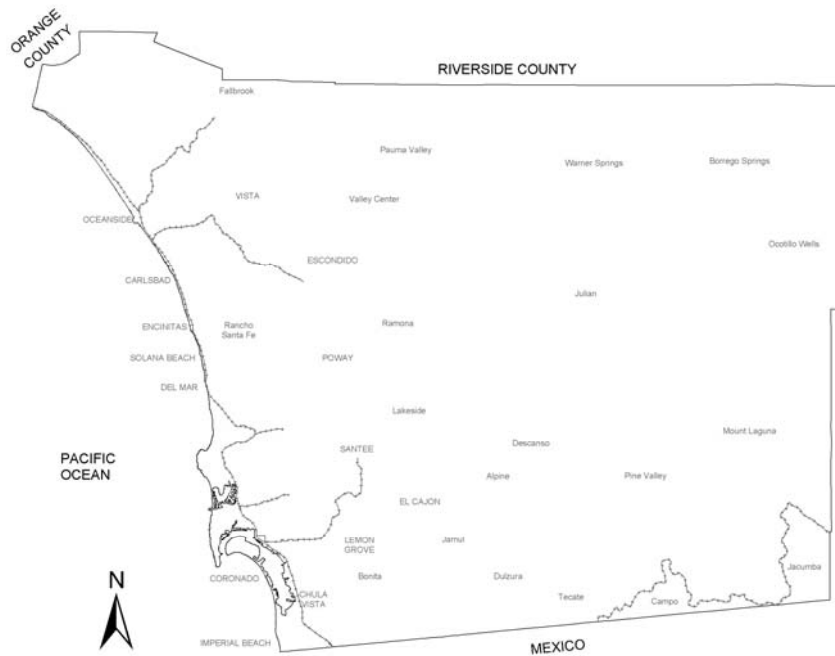 ORANGE
COUNTY
RIVERSIDE COUNTY
Fallbrook
Pauma Valley
Warner Springs
Borrego Springs
VISTA
Valley Center
OCEANSIDE
Ocotillo Wells
ESCONDIDO
CARLSBAD
Julian
ENCINITAS
Rancho
Santa Fe
Ramona
SOLANA BEACH
POWAY
DEL MAR
Lakeside
Mount Laguna
Descanso
SANTEE
PACIFIC
OCEAN
Alpine
Pine Valley
EL CAJON
LEMON
GROVE
Jamul
Jacumba
N
CORONADO
Bonita
Dulzura
CHULA
VISTA
Tecate
Campo
IMPERIAL BEACH
MEXICO